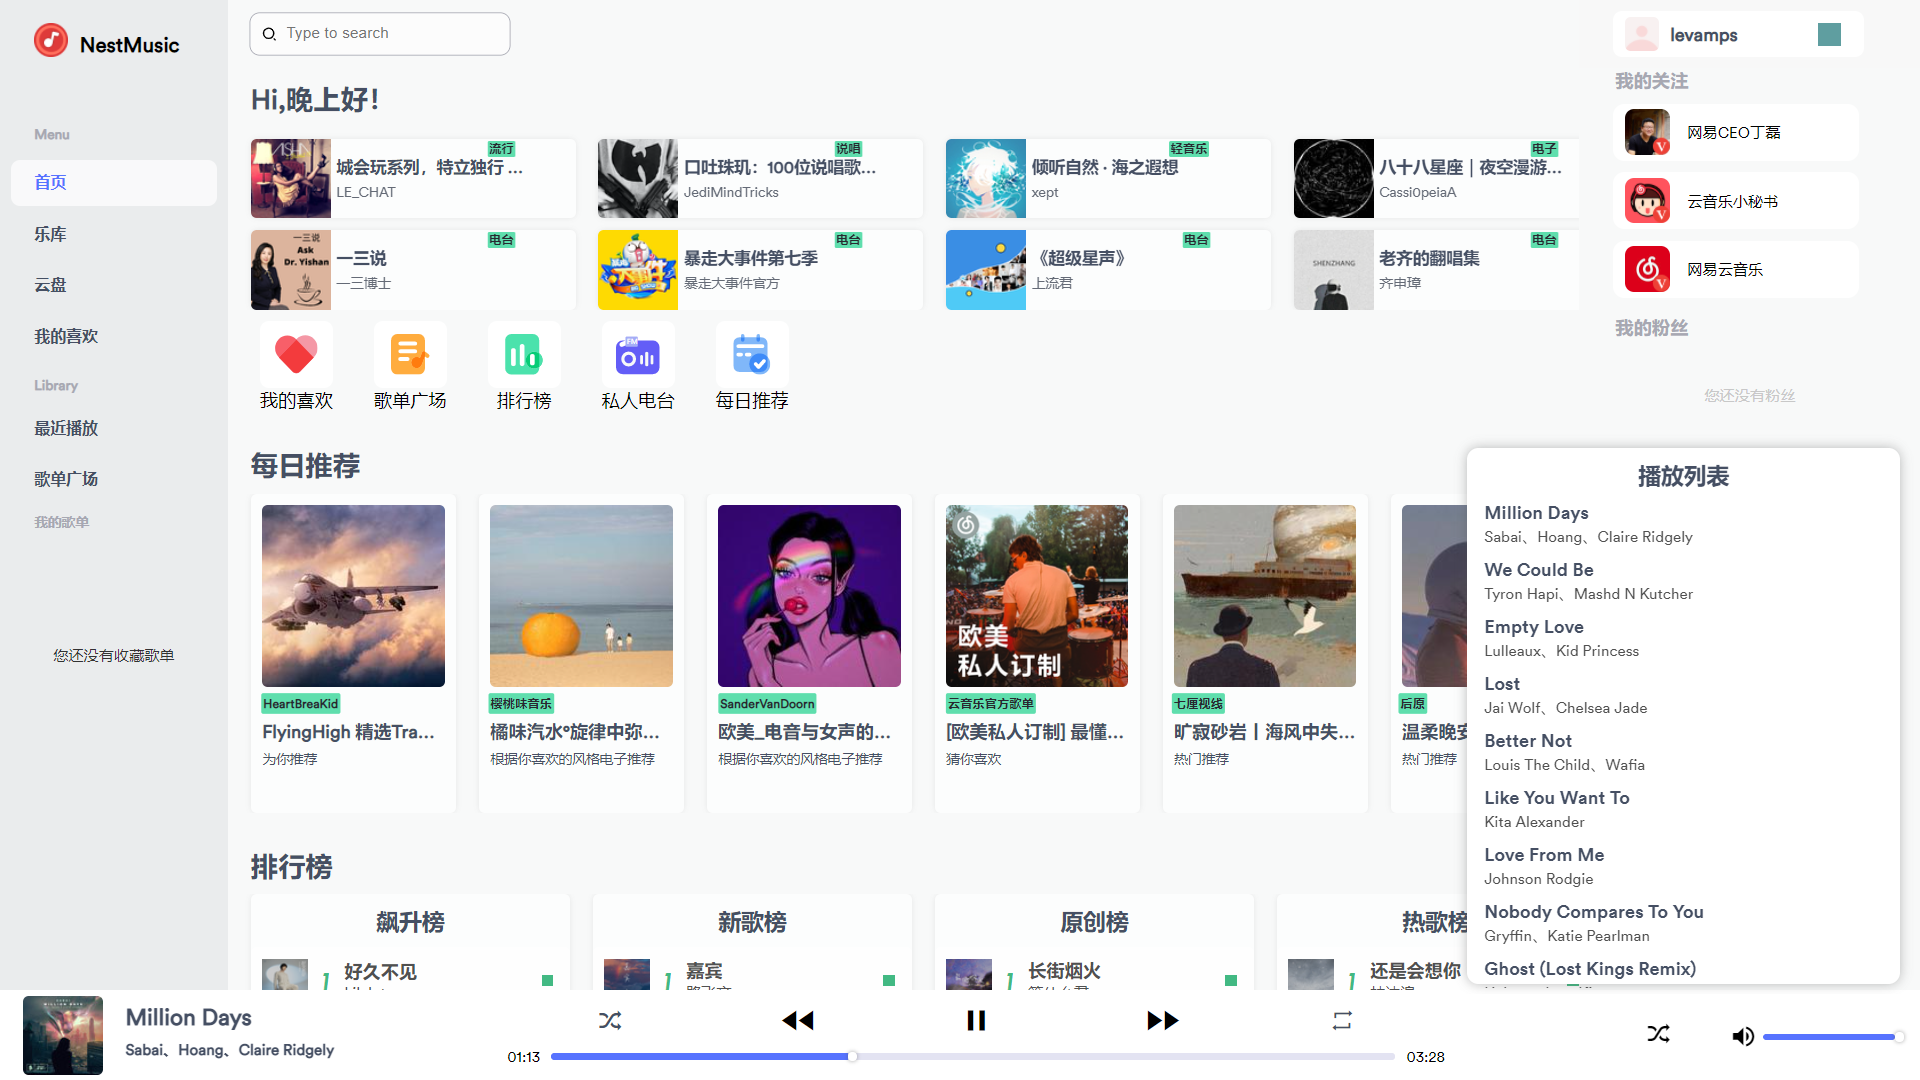 NestMusic
Type to search
levamps
Menu
首页
乐库
云盘
我的喜欢
Library
最近播放
歌单广场
我的歌单
您还没有收藏歌单
Hi,晚上好!
流行
城会玩系列，特立独行 ...
LE_CHAT
说唱
口吐珠玑：100位说唱歌...
JediMindTricks
轻音乐
倾听自然 · 海之遐想
xept
电子
八十八星座｜夜空漫游...
Cassi0peiaA
一三说
Ask
Dr. Yishan
电台
一三说
一三博士
电台
暴走大事件第七季
暴走大事件官方
电台
《超级星声》
上流君
SHENZHANG
电台
老齐的翻唱集
齐申璋
我的喜欢
歌单广场
排行榜
私人电台
每日推荐
我的关注
网易CEO丁磊
云音乐小秘书
网易云音乐
我的粉丝
您还没有粉丝
每日推荐
HeartBreaKid
FlyingHigh 精选Tra...
为你推荐
樱桃味音乐
橘味汽水°旋律中弥...
根据你喜欢的风格电子推荐
SanderVanDoorn
欧美_电音与女声的...
根据你喜欢的风格电子推荐
欧美
私人订制
云音乐官方歌单
[欧美私人订制] 最懂...
猜你喜欢
七厘视线
旷寂砂岩丨海风中失...
热门推荐
后原
温柔晚安
热门推荐
排行榜
飙升榜
1 好久不见
新歌榜
1 嘉宾
原创榜
1 长街烟火
热歌榜
1 还是会想你
播放列表
Million Days
Sabai、Hoang、Claire Ridgely
We Could Be
Tyron Hapi、Mashd N Kutcher
Empty Love
Lulleaux、Kid Princess
Lost
Jai Wolf、Chelsea Jade
Better Not
Louis The Child、Wafia
Like You Want To
Kita Alexander
Love From Me
Johnson Rodgie
Nobody Compares To You
Gryffin、Katie Pearlman
Ghost (Lost Kings Remix)
Million Days
Sabai、Hoang、Claire Ridgely
01:13
03:28